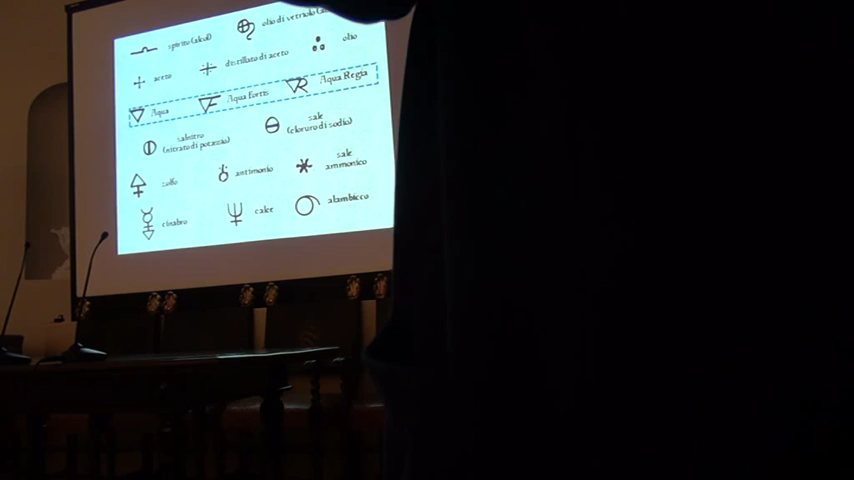 spirito (alcol)
olio di vetriolo
aceto
distillato di aceto
olio
Aqua
Aqua Fortis
Aqua Regia
salnitro
(nitrato di potassio)
sale
(cloruro di sodio)
zolfo
antimonio
sale
ammonico
cinabro
calce
alambicco